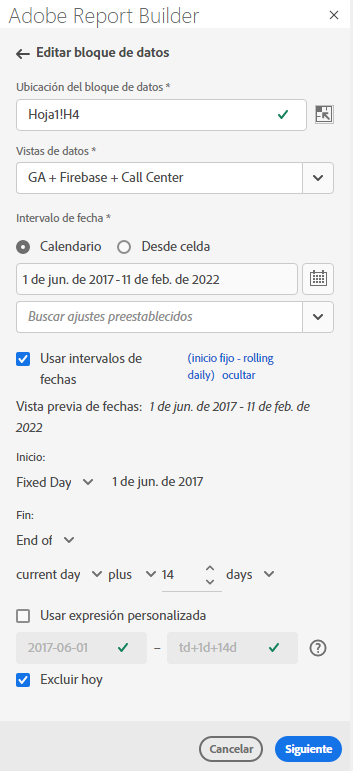 Adobe Report Builder
Editar bloque de datos
Ubicación del bloque de datos *
Hoja1!H4
Vistas de datos *
GA + Firebase + Call Center
Intervalo de fecha *
Calendario Desde celda
1 de jun. de 2017 - 11 de feb. de 2022
Buscar ajustes preestablecidos
Usar intervalos de fechas (inicio fijo - rolling daily) ocultar
Vista previa de fechas: 1 de jun. de 2017 - 11 de feb. de
2022
Inicio:
Fixed Day 1 de jun. de 2017
Fin:
End of
current day plus 14 days
Usar expresión personalizada
2017-06-01 – td+1d+14d ?
Excluir hoy
Cancelar Siguiente